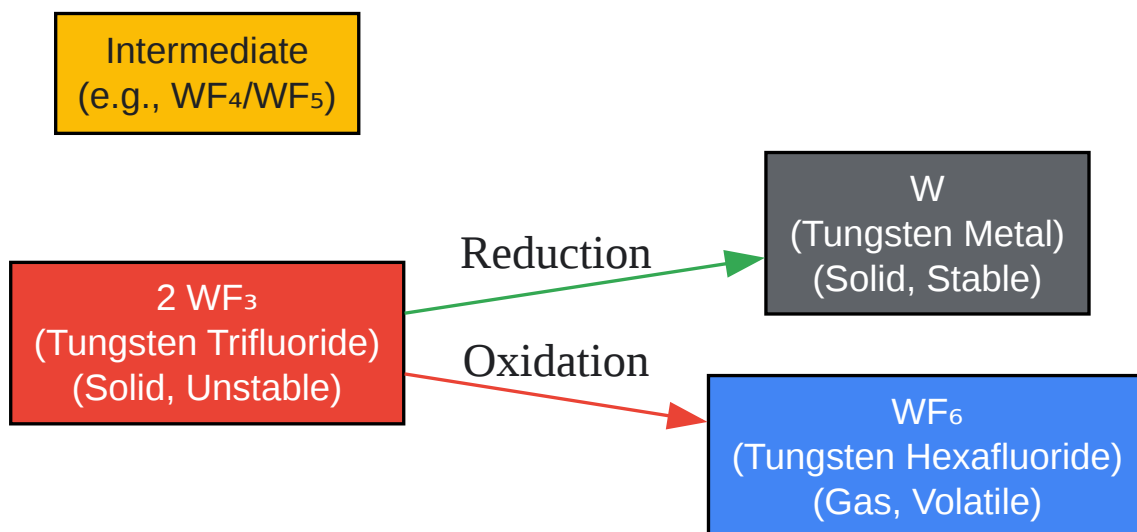 Intermediate
(e.g., WF₄/WF₅)
W
(Tungsten Metal)
(Solid, Stable)
Reduction
2 WF₃
(Tungsten Trifluoride)
(Solid, Unstable)
Oxidation
WF₆
(Tungsten Hexafluoride)
(Gas, Volatile)